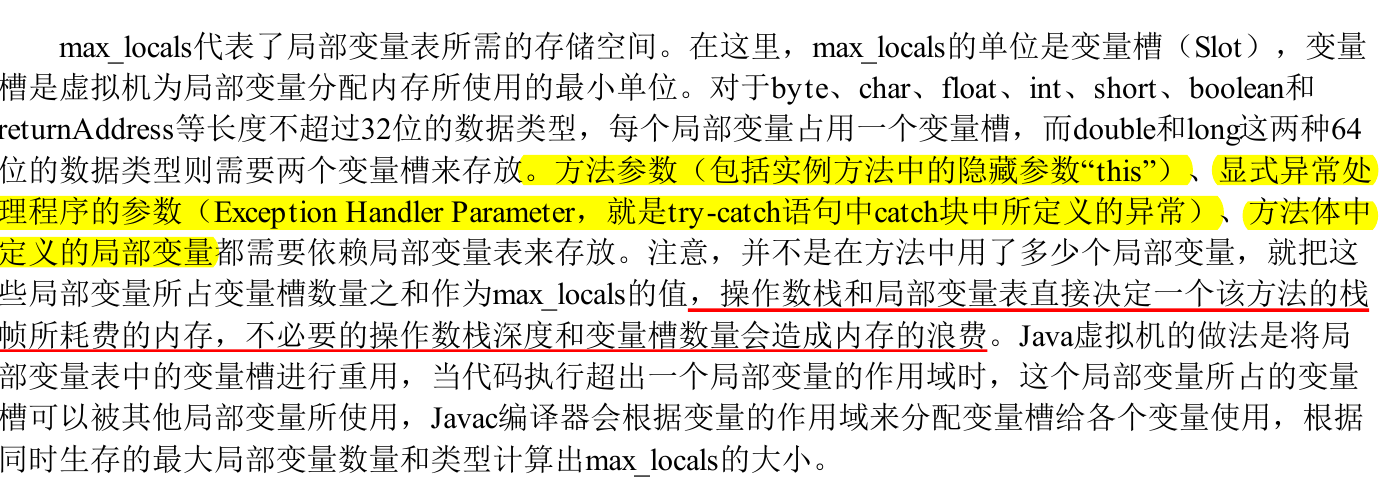 max_locals代表了局部变量表所需的存储空间。在这里，max_locals的单位是变量槽（Slot），变量
槽是虚拟机为局部变量分配内存所使用的最小单位。对于byte、char、float、int、short、boolean和
returnAddress等长度不超过32位的数据类型，每个局部变量占用一个变量槽，而double和long这两种64
位的数据类型则需要两个变量槽来存放。方法参数（包括实例方法中的隐藏参数“this”）、显式异常处
理程序的参数（Exception Handler Parameter，就是try-catch语句中catch块中所定义的异常）、方法体中
定义的局部变量都需要依赖局部变量表来存放。注意，并不是在方法中用了多少个局部变量，就把这
些局部变量所占变量槽数量之和作为max_locals的值，操作数栈和局部变量表直接决定一个该方法的栈
帧所耗费的内存，不必要的操作数栈深度和变量槽数量会造成内存的浪费。Java虚拟机的做法是将局
部变量表中的变量槽进行重用，当代码执行超出一个局部变量的作用域时，这个局部变量所占的变量
槽可以被其他局部变量所使用，Javac编译器会根据变量的作用域来分配变量槽给各个变量使用，根据
同时生存的最大局部变量数量和类型计算出max_locals的大小。